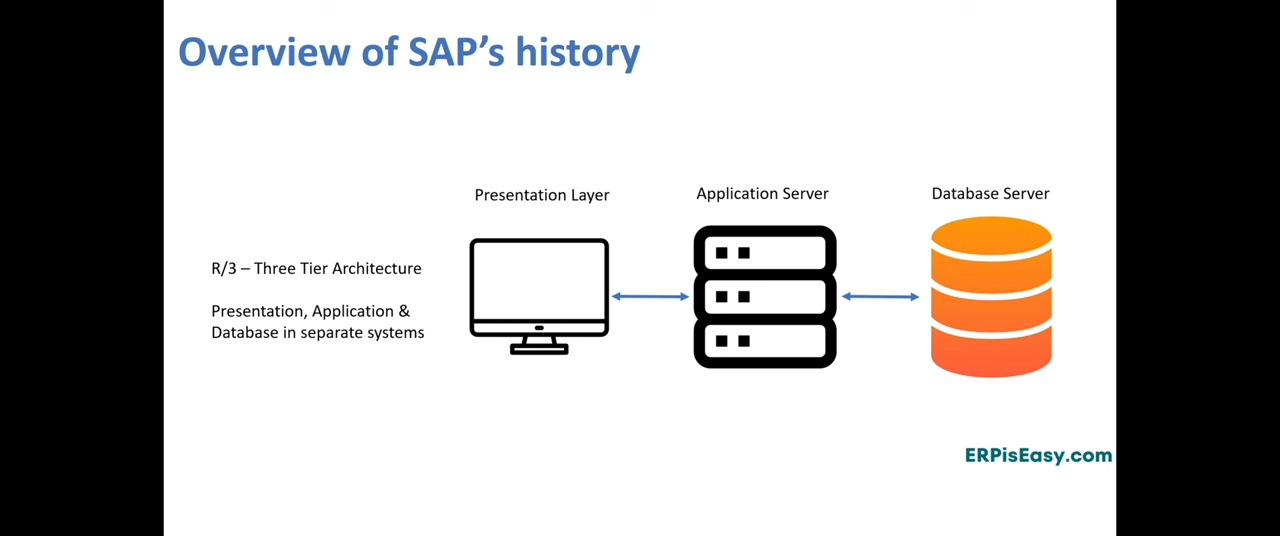 Overview of SAP's history
Presentation Layer
Application Server
Database Server
R/3 – Three Tier Architecture
Presentation, Application &
Database in separate systems
ERPisEasy.com